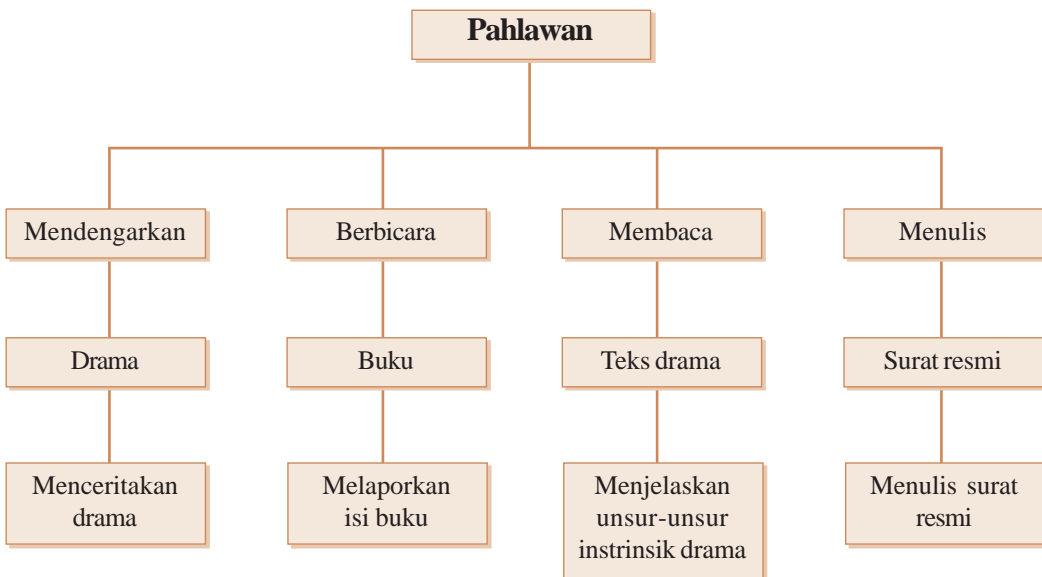 Pahlawan
Mendengarkan
Berbicara
Membaca
Menulis
Drama
Buku
Teks drama
Surat resmi
Menceritakan
drama
Melaporkan
isi buku
Menjelaskan
unsur-unsur
instrinsik drama
Menulis surat
resmi